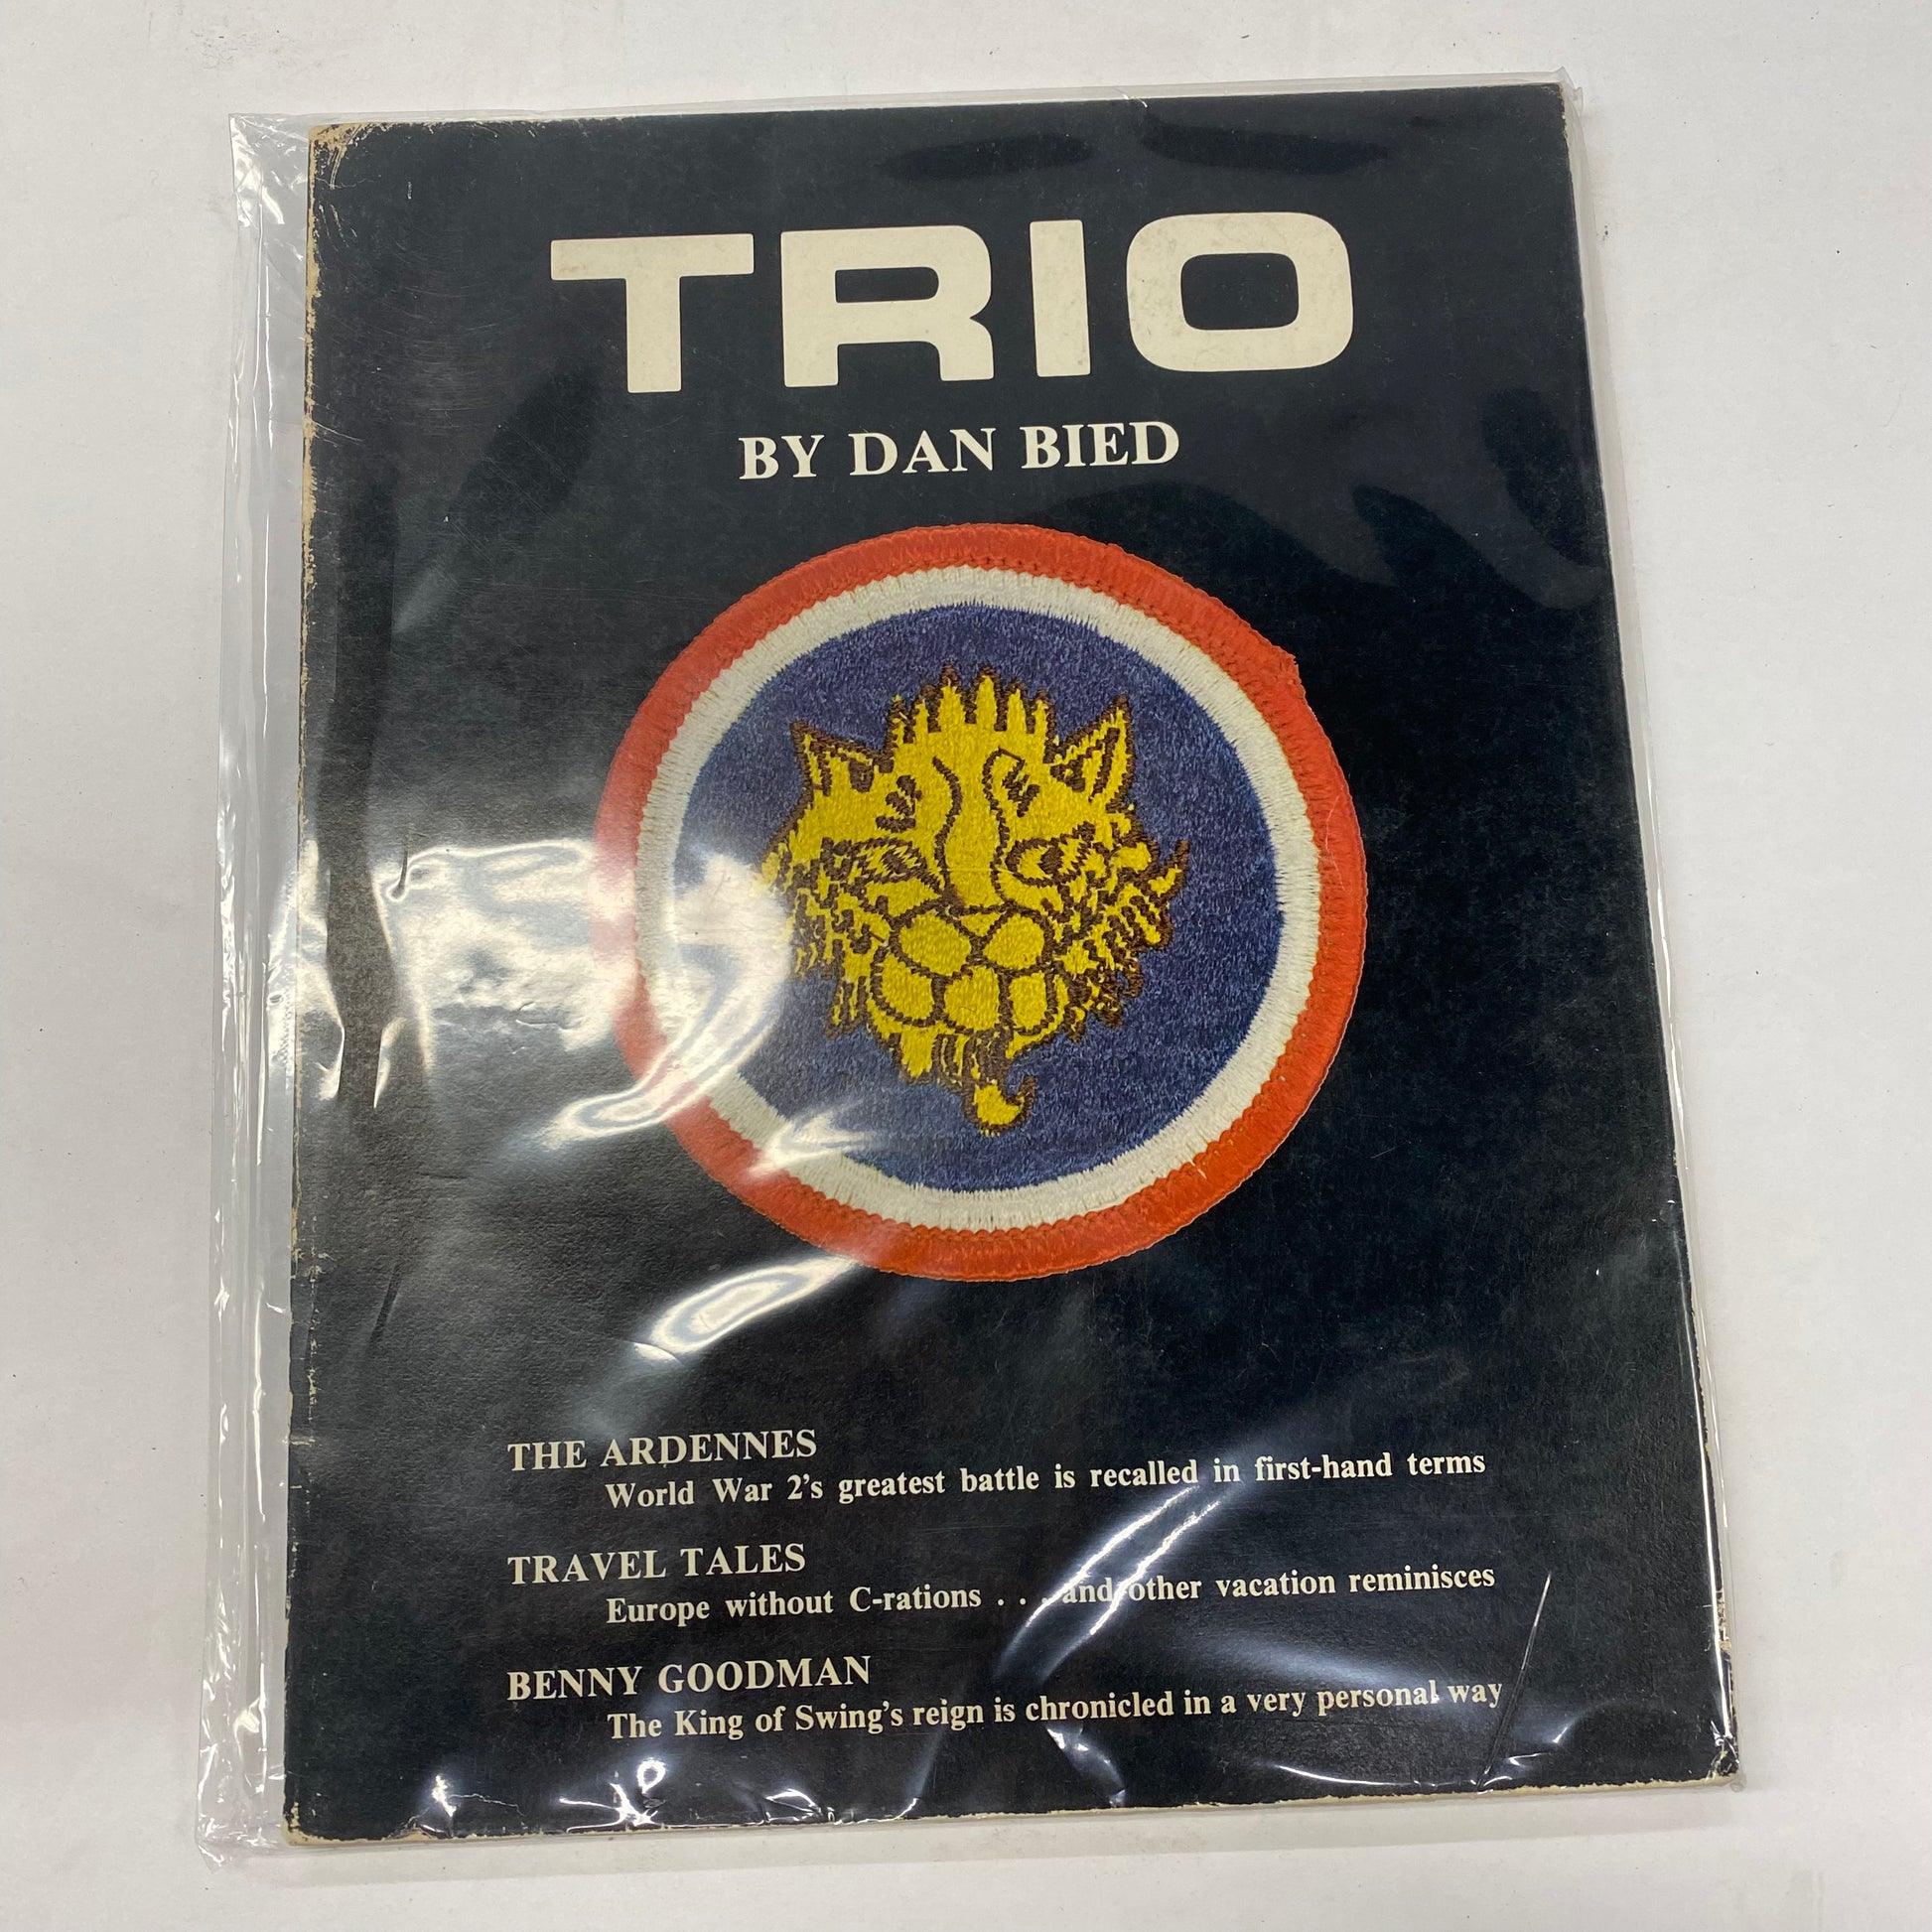 TRIO
BY DAN BIED
THE ARDENNES
World War 2's greatest battle is recalled in first-hand terms
TRAVEL TALES
Europe without C-rations . . . and other vacation reminisces
BENNY GOODMAN
The King of Swing's reign is chronicled in a very personal way